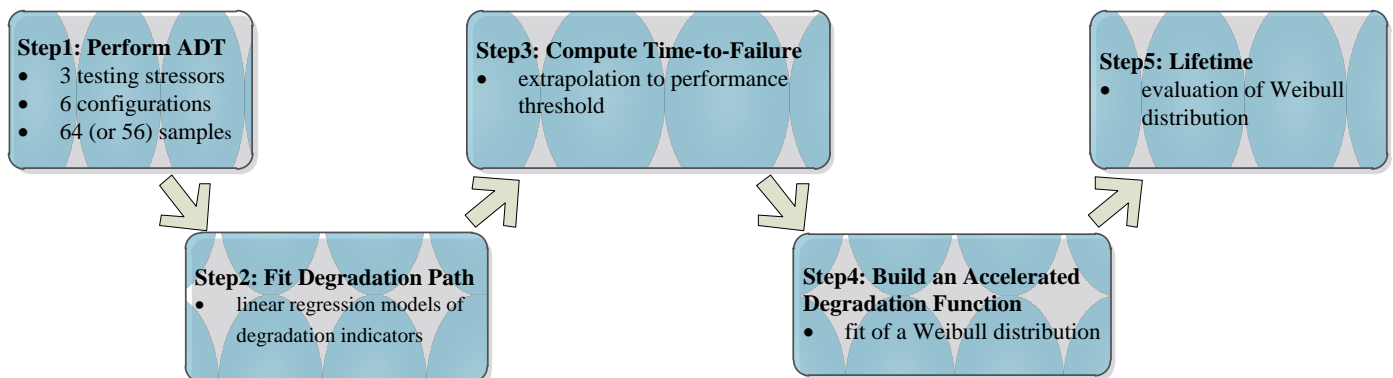 Step1: Perform ADT
• 3 testing stressors
• 6 configurations
• 64 (or 56) samples
Step2: Fit Degradation Path
• linear regression models of
degradation indicators
Step3: Compute Time-to-Failure
• extrapolation to performance
threshold
Step4: Build an Accelerated
Degradation Function
• fit of a Weibull distribution
Step5: Lifetime
• evaluation of Weibull
distribution